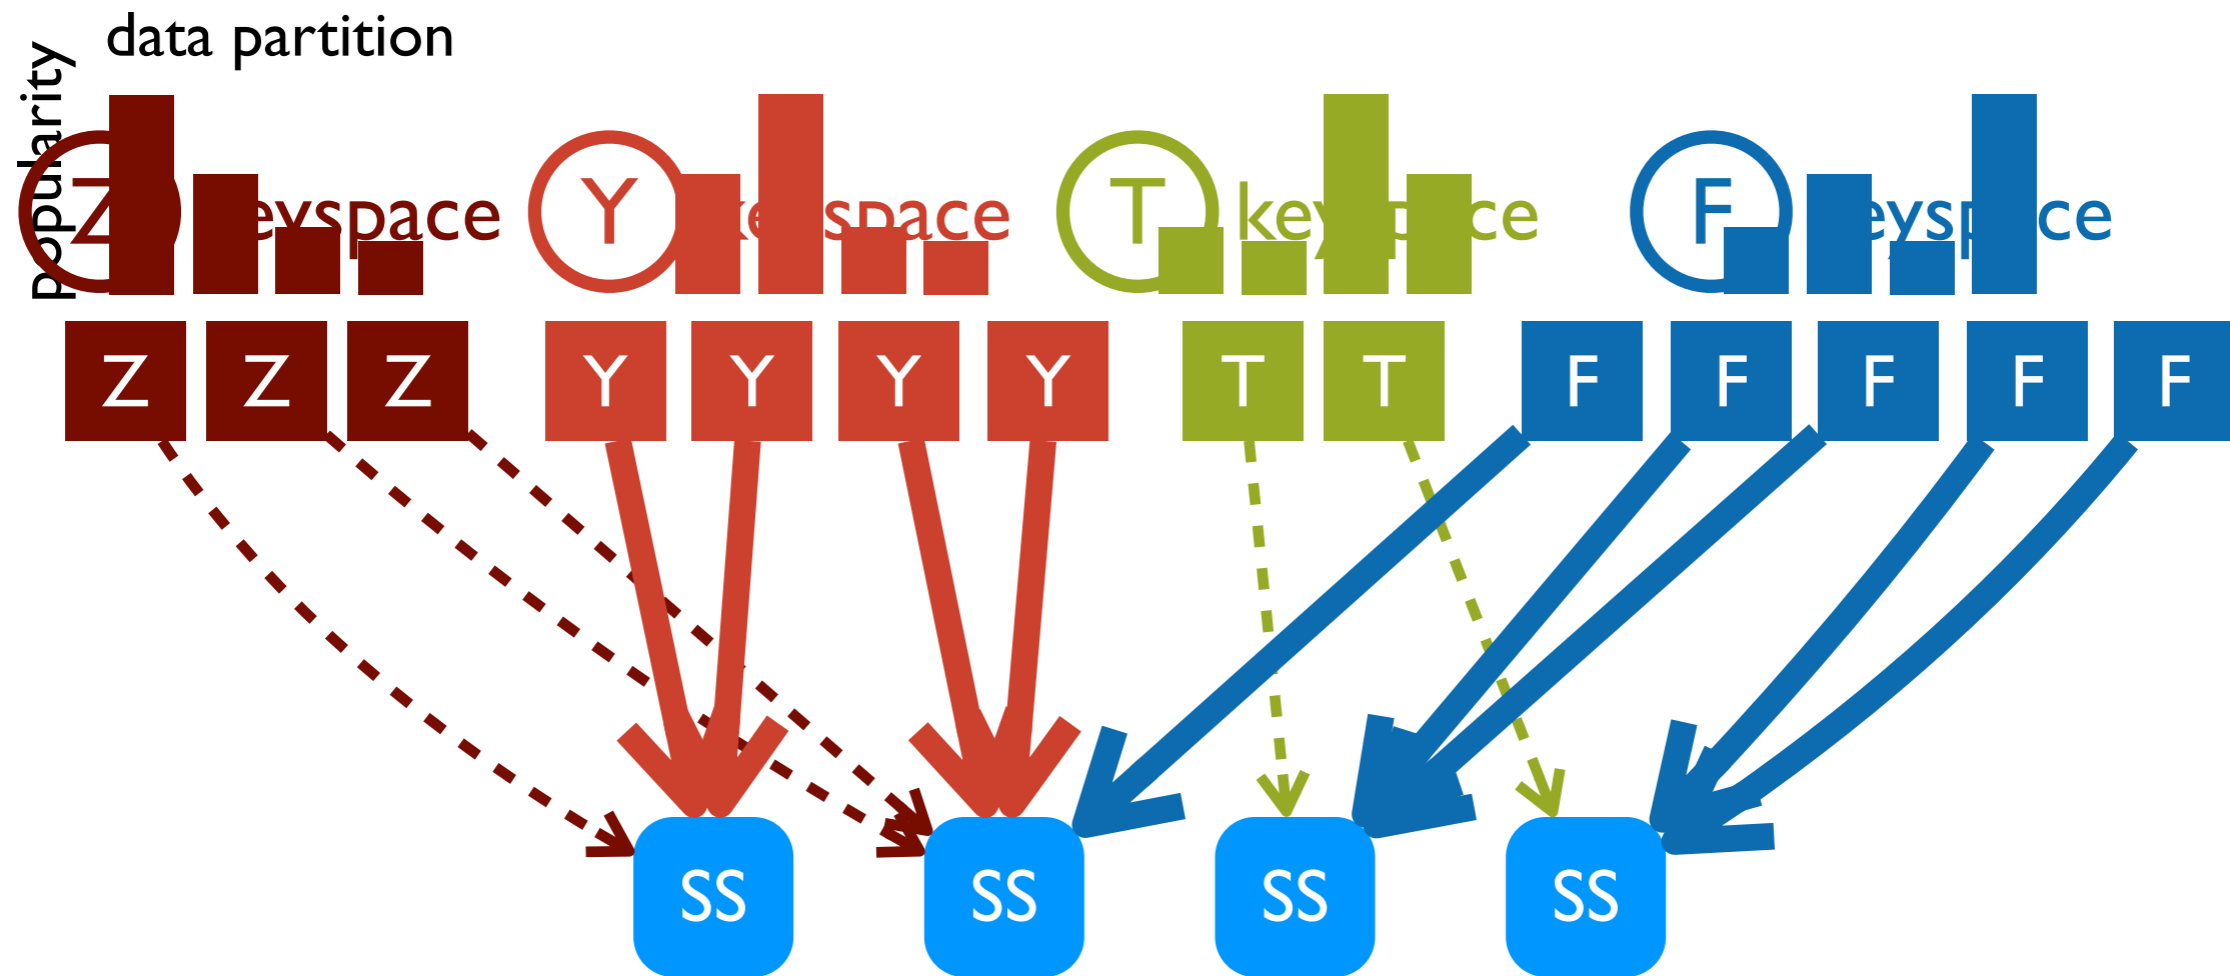 data partition
popularity
Z keyspace
Y keyspace
T keyspace
F keyspace
Z Z Z Y Y Y Y T T F F F F F
SS SS SS SS